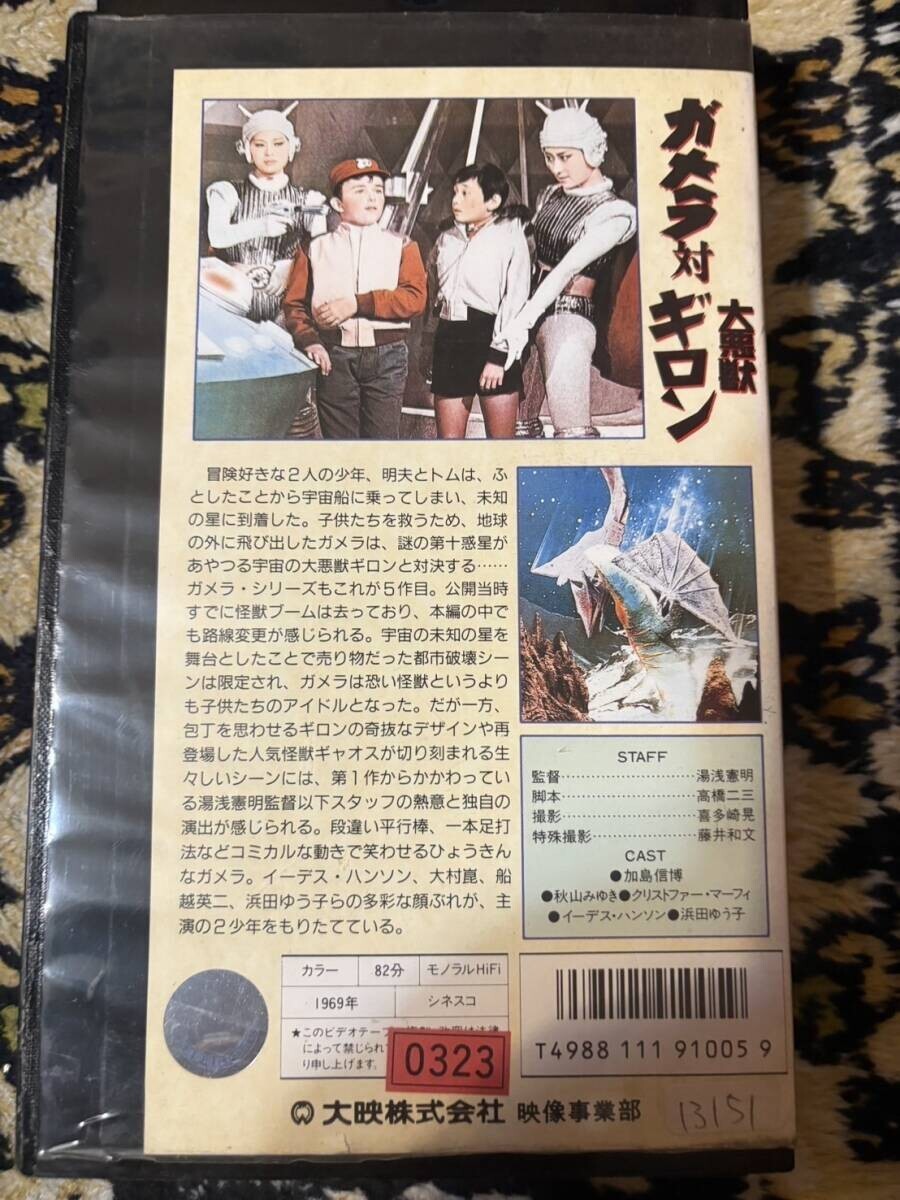 ガメラ対
大悪獣
ギロン
冒険好きな2人の少年、明夫とトムは、ふ
としたことから宇宙船に乗ってしまい、未知
の星に到着した。子供たちを救うため、地球
の外に飛び出したガメラは、謎の第十惑星が
あやつる宇宙の大悪獣ギロンと対決する……
ガメラ・シリーズもこれが5作目。公開当時
すでに怪獣ブームは去っており、本編の中で
も路線変更が感じられる。宇宙の未知の星を
舞台としたことで売り物だった都市破壊シー
ンは限定され、ガメラは恐い怪獣というより
も子供たちのアイドルとなった。だが一方、
包丁を思わせるギロンの奇抜なデザインや再
登場した人気怪獣ギャオスが切り刻まれる生
々しいシーンには、第1作からかかわってい
る湯浅憲明監督以下スタッフの熱意と独自の
演出が感じられる。段違い平行棒、一本足打
法などコミカルな動きで笑わせるひょうきん
なガメラ。イーデス・ハンソン、大村崑、船
越英二、浜田ゆう子らの多彩な顔ぶれが、主
演の2少年をもりたてている。
STAFF
監督……………湯浅憲明
脚本……………高橋二三
撮影……………喜多崎晃
特殊撮影…………藤井和文
CAST
●加島信博
●秋山みゆき●クリストファー・マーフィ
●イーデス・ハンソン●浜田ゆう子
カラー 82分 モノラルHiFi
1969年 シネスコ
★このビデオテープ
によって禁じられ
り申し上げます。
0323
T4988 111 91005 9
大映株式会社 映像事業部
13151